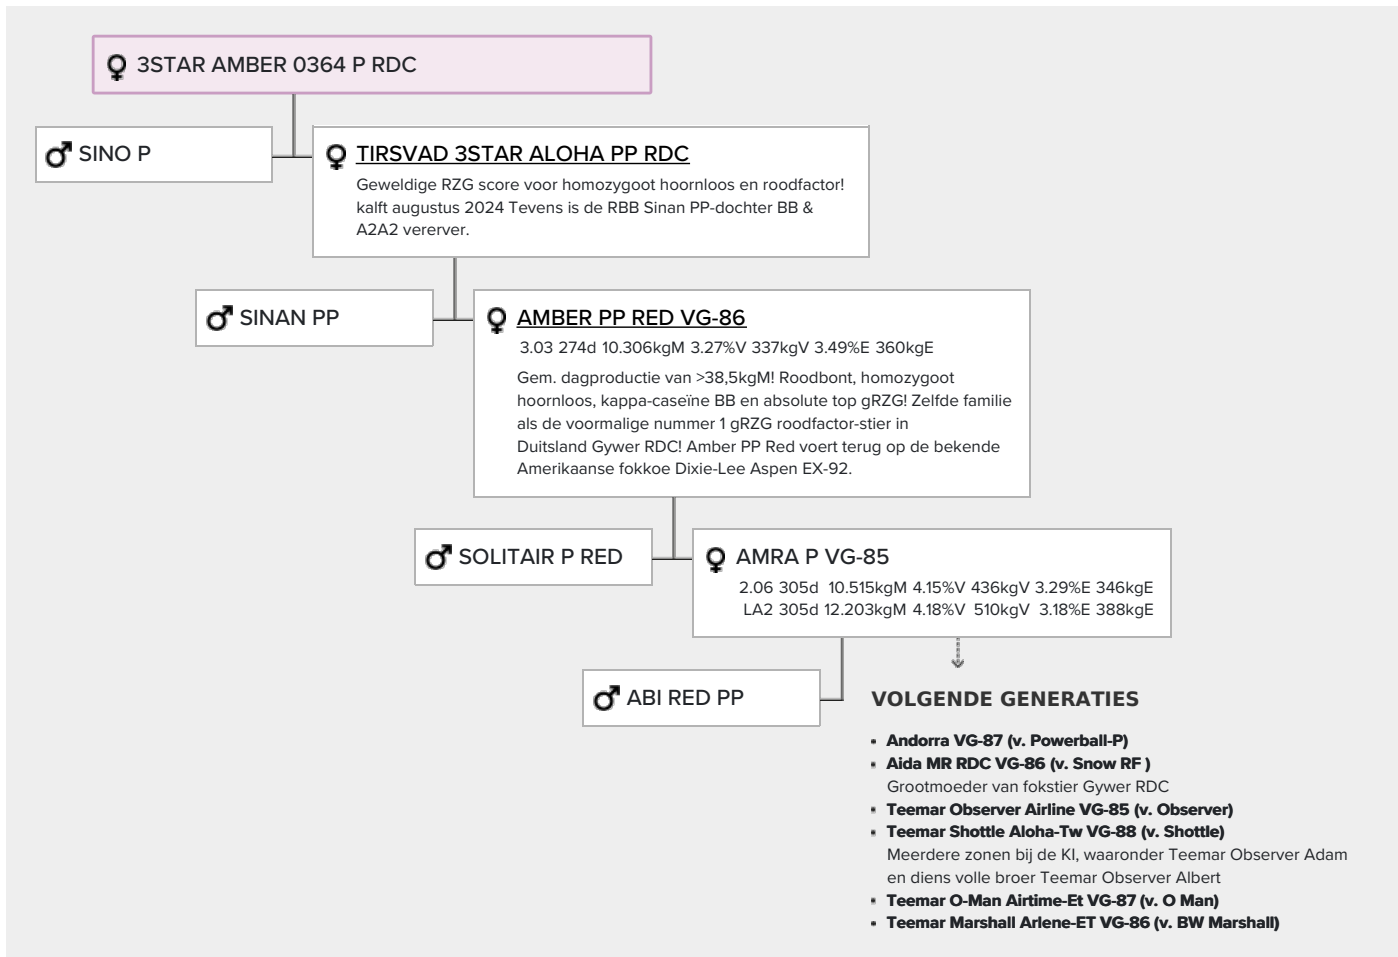 3STAR AMBER 0364 P RDC
SINO P
TIRSVAD 3STAR ALOHA PP RDC
Geweldige RZG score voor homozygoot hoornloos en roodfactor!
kalft augustus 2024 Tevens is de RBB Sinan PP-dochter BB &
A2A2 vererver.
SINAN PP
AMBER PP RED VG-86
3.03 274d 10.306kgM 3.27%V 337kgV 3.49%E 360kgE
Gem. dagproductie van >38,5kgM! Roodbont, homozygoot
hoornloos, kappa-caseïne BB en absolute top gRZG! Zelfde familie
als de voormalige nummer 1 gRZG roodfactor-stier in
Duitsland Gywer RDC! Amber PP Red voert terug op de bekende
Amerikaanse fokkoe Dixie-Lee Aspen EX-92.
SOLITAIR P RED
AMRA P VG-85
2.06 305d 10.515kgM 4.15%V 436kgV 3.29%E 346kgE
LA2 305d 12.203kgM 4.18%V 510kgV 3.18%E 388kgE
ABI RED PP
VOLGENDE GENERATIES
▪ Andorra VG-87 (v. Powerball-P)
▪ Aida MR RDC VG-86 (v. Snow RF )
Grootmoeder van fokstier Gywer RDC
▪ Teemar Observer Airline VG-85 (v. Observer)
▪ Teemar Shottle Aloha-Tw VG-88 (v. Shottle)
Meerdere zonen bij de KI, waaronder Teemar Observer Adam
en diens volle broer Teemar Observer Albert
▪ Teemar O-Man Airtime-Et VG-87 (v. O Man)
▪ Teemar Marshall Arlene-ET VG-86 (v. BW Marshall)